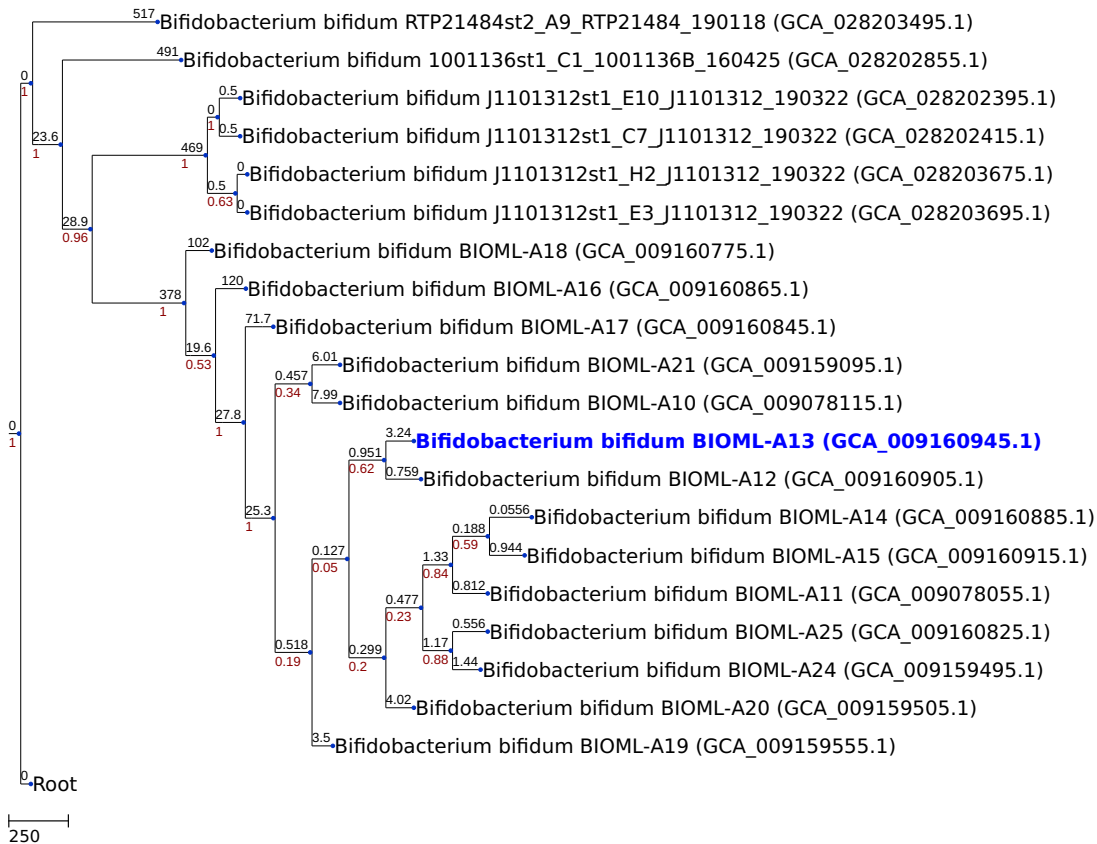 517 Bifidobacterium bifidum RTP21484st2_A9_RTP21484_190118 (GCA_028203495.1)
491 Bifidobacterium bifidum 1001136st1_C1_1001136B_160425 (GCA_028202855.1)
0
1
0.5 Bifidobacterium bifidum J1101312st1_E10_J1101312_190322 (GCA_028202395.1)
0
1
0.5 Bifidobacterium bifidum J1101312st1_C7_J1101312_190322 (GCA_028202415.1)
23.6
1
469
1
0 Bifidobacterium bifidum J1101312st1_H2_J1101312_190322 (GCA_028203675.1)
0.5
0.63
0 Bifidobacterium bifidum J1101312st1_E3_J1101312_190322 (GCA_028203695.1)
28.9
0.96
102 Bifidobacterium bifidum BIOML-A18 (GCA_009160775.1)
120 Bifidobacterium bifidum BIOML-A16 (GCA_009160865.1)
378
1
71.7 Bifidobacterium bifidum BIOML-A17 (GCA_009160845.1)
19.6
0.53
6.01 Bifidobacterium bifidum BIOML-A21 (GCA_009159095.1)
0.457
0.34
7.99 Bifidobacterium bifidum BIOML-A10 (GCA_009078115.1)
27.8
1
0
1
3.24 Bifidobacterium bifidum BIOML-A13 (GCA_009160945.1)
0.951
0.62
0.759 Bifidobacterium bifidum BIOML-A12 (GCA_009160905.1)
25.3
1
0.0556 Bifidobacterium bifidum BIOML-A14 (GCA_009160885.1)
0.188
0.59
0.944 Bifidobacterium bifidum BIOML-A15 (GCA_009160915.1)
0.127
0.05
1.33
0.84
0.812 Bifidobacterium bifidum BIOML-A11 (GCA_009078055.1)
0.477
0.23
0.556 Bifidobacterium bifidum BIOML-A25 (GCA_009160825.1)
1.17
0.88
1.44 Bifidobacterium bifidum BIOML-A24 (GCA_009159495.1)
0.518
0.19
0.299
0.2
4.02 Bifidobacterium bifidum BIOML-A20 (GCA_009159505.1)
3.5 Bifidobacterium bifidum BIOML-A19 (GCA_009159555.1)
0 Root
250